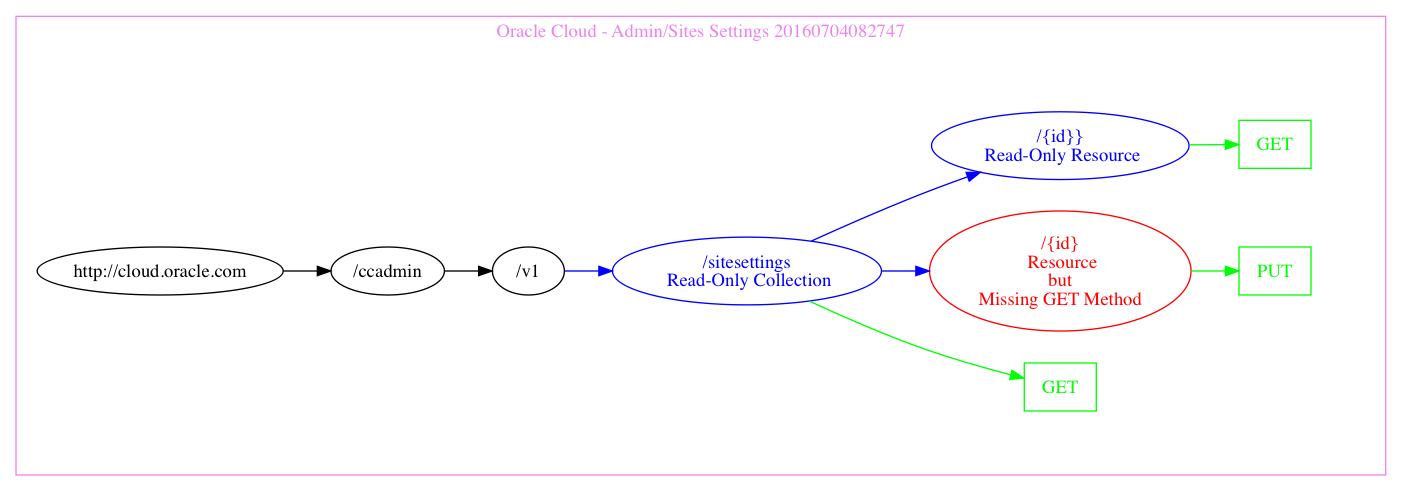 Oracle Cloud - Admin/Sites Settings 20160704082747
/{id}}
Read-Only Resource
GET
http://cloud.oracle.com
/ccadmin
/v1
/sitesettings
Read-Only Collection
/{id}
Resource
but
Missing GET Method
PUT
GET